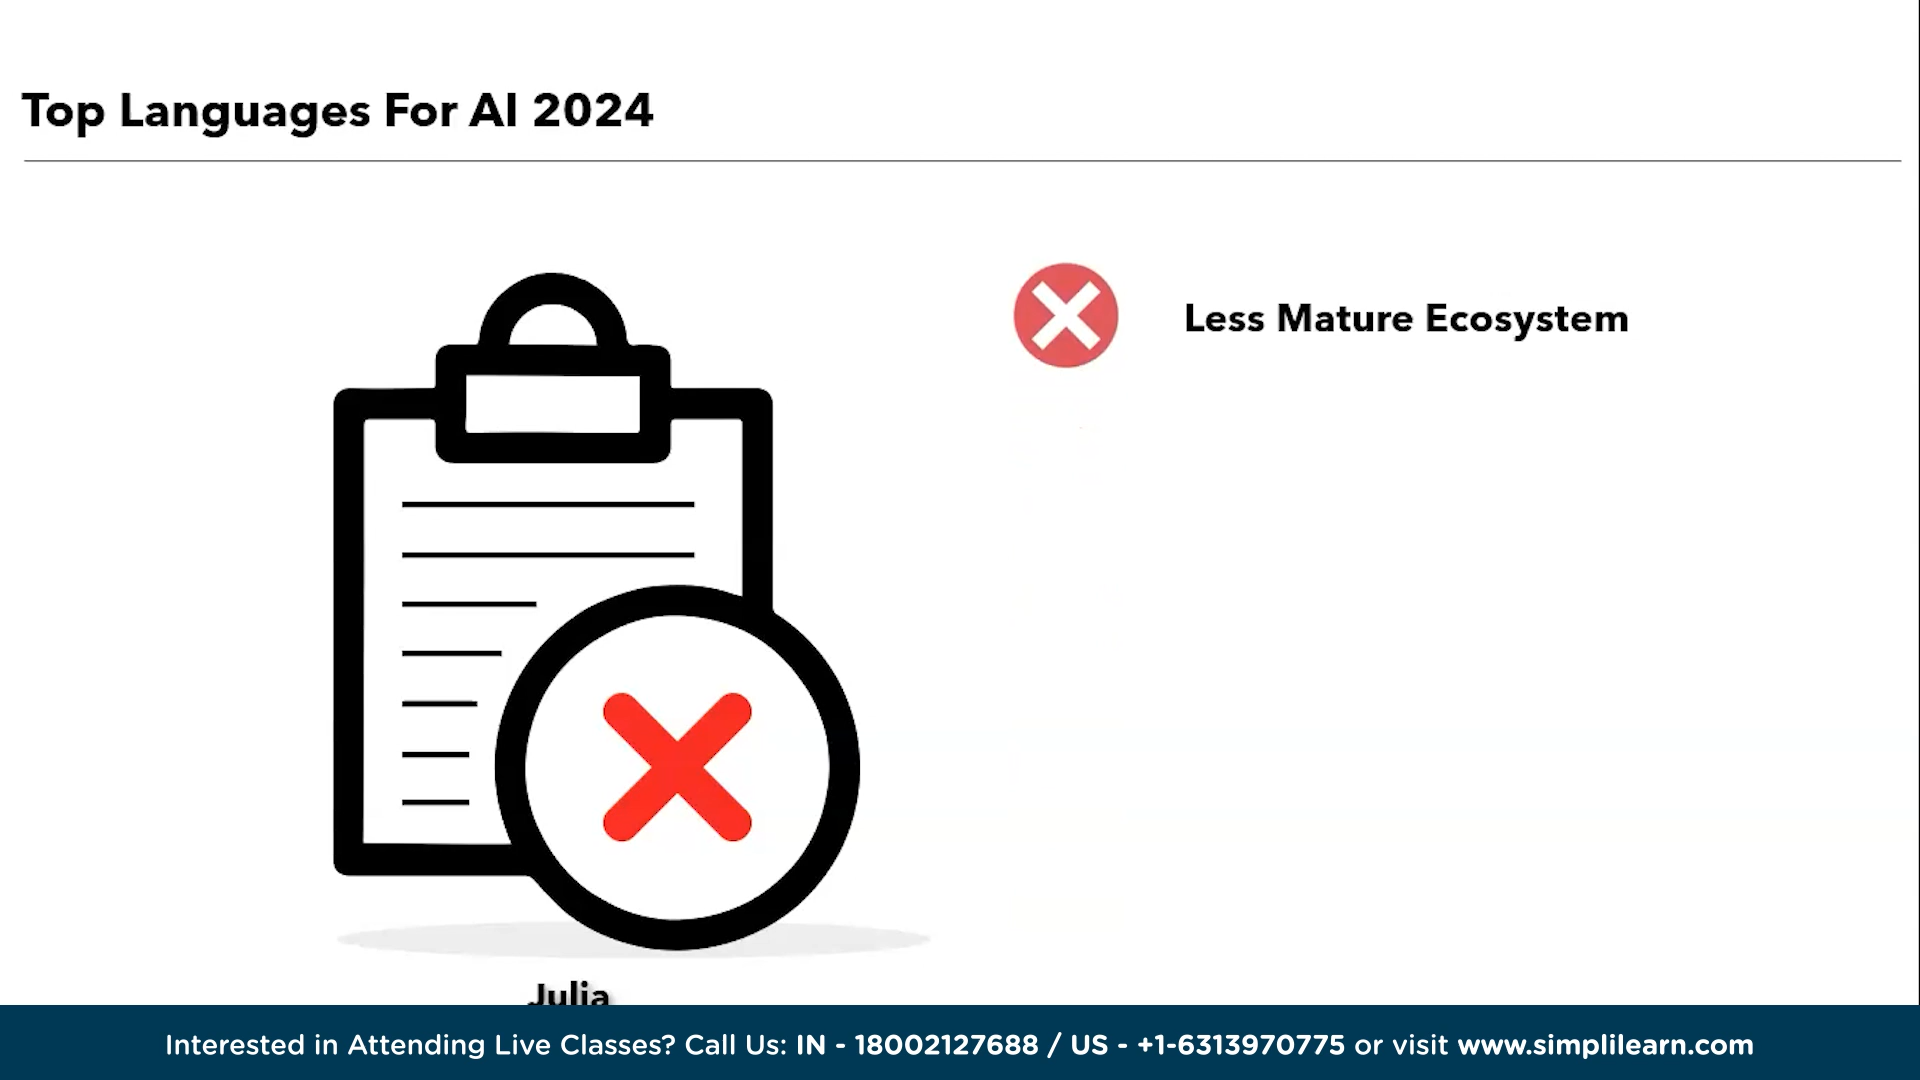 Top Languages For AI 2024
Less Mature Ecosystem
Julia
Interested in Attending Live Classes? Call Us: IN - 18002127688 / US - +1-6313970775 or visit www.simplilearn.com